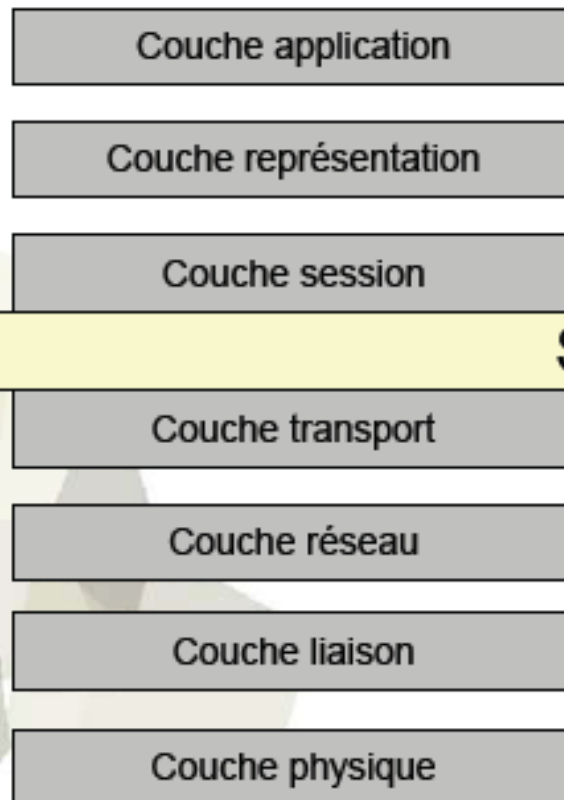 Couche application
Couche représentation
Couche session
Couche transport
Couche réseau
Couche liaison
Couche physique